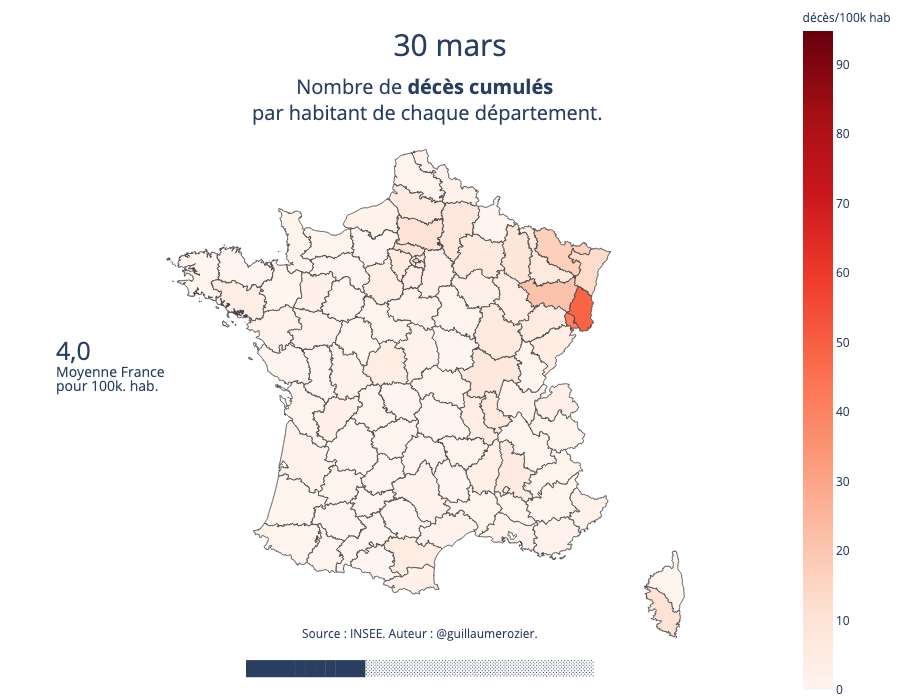 décès/100k hab
30 mars
Nombre de décès cumulés
par habitant de chaque département.
90
80
70
60
50
40
30
20
10
0
4,0
Moyenne France
pour 100k. hab.
Source : INSEE. Auteur : @guillaumerozier.